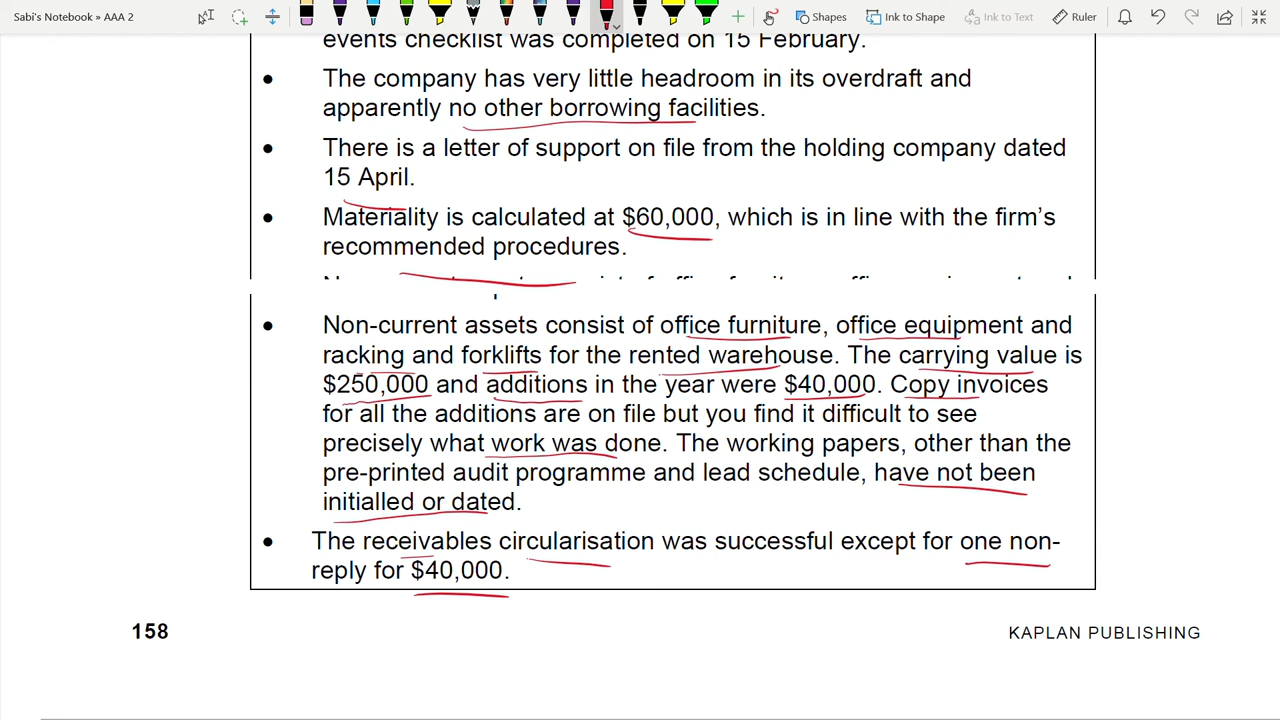 Sabi's Notebook » AAA 2
Shapes
Ink to Shape
Ink to Text
Ruler
events checklist was completed on 15 February.
• The company has very little headroom in its overdraft and
apparently no other borrowing facilities.
• There is a letter of support on file from the holding company dated
15 April.
• Materiality is calculated at $60,000, which is in line with the firm's
recommended procedures.
• Non-current assets consist of office furniture, office equipment and
racking and forklifts for the rented warehouse. The carrying value is
$250,000 and additions in the year were $40,000. Copy invoices
for all the additions are on file but you find it difficult to see
precisely what work was done. The working papers, other than the
pre-printed audit programme and lead schedule, have not been
initialled or dated.
• The receivables circularisation was successful except for one non-
reply for $40,000.
158
KAPLAN PUBLISHING